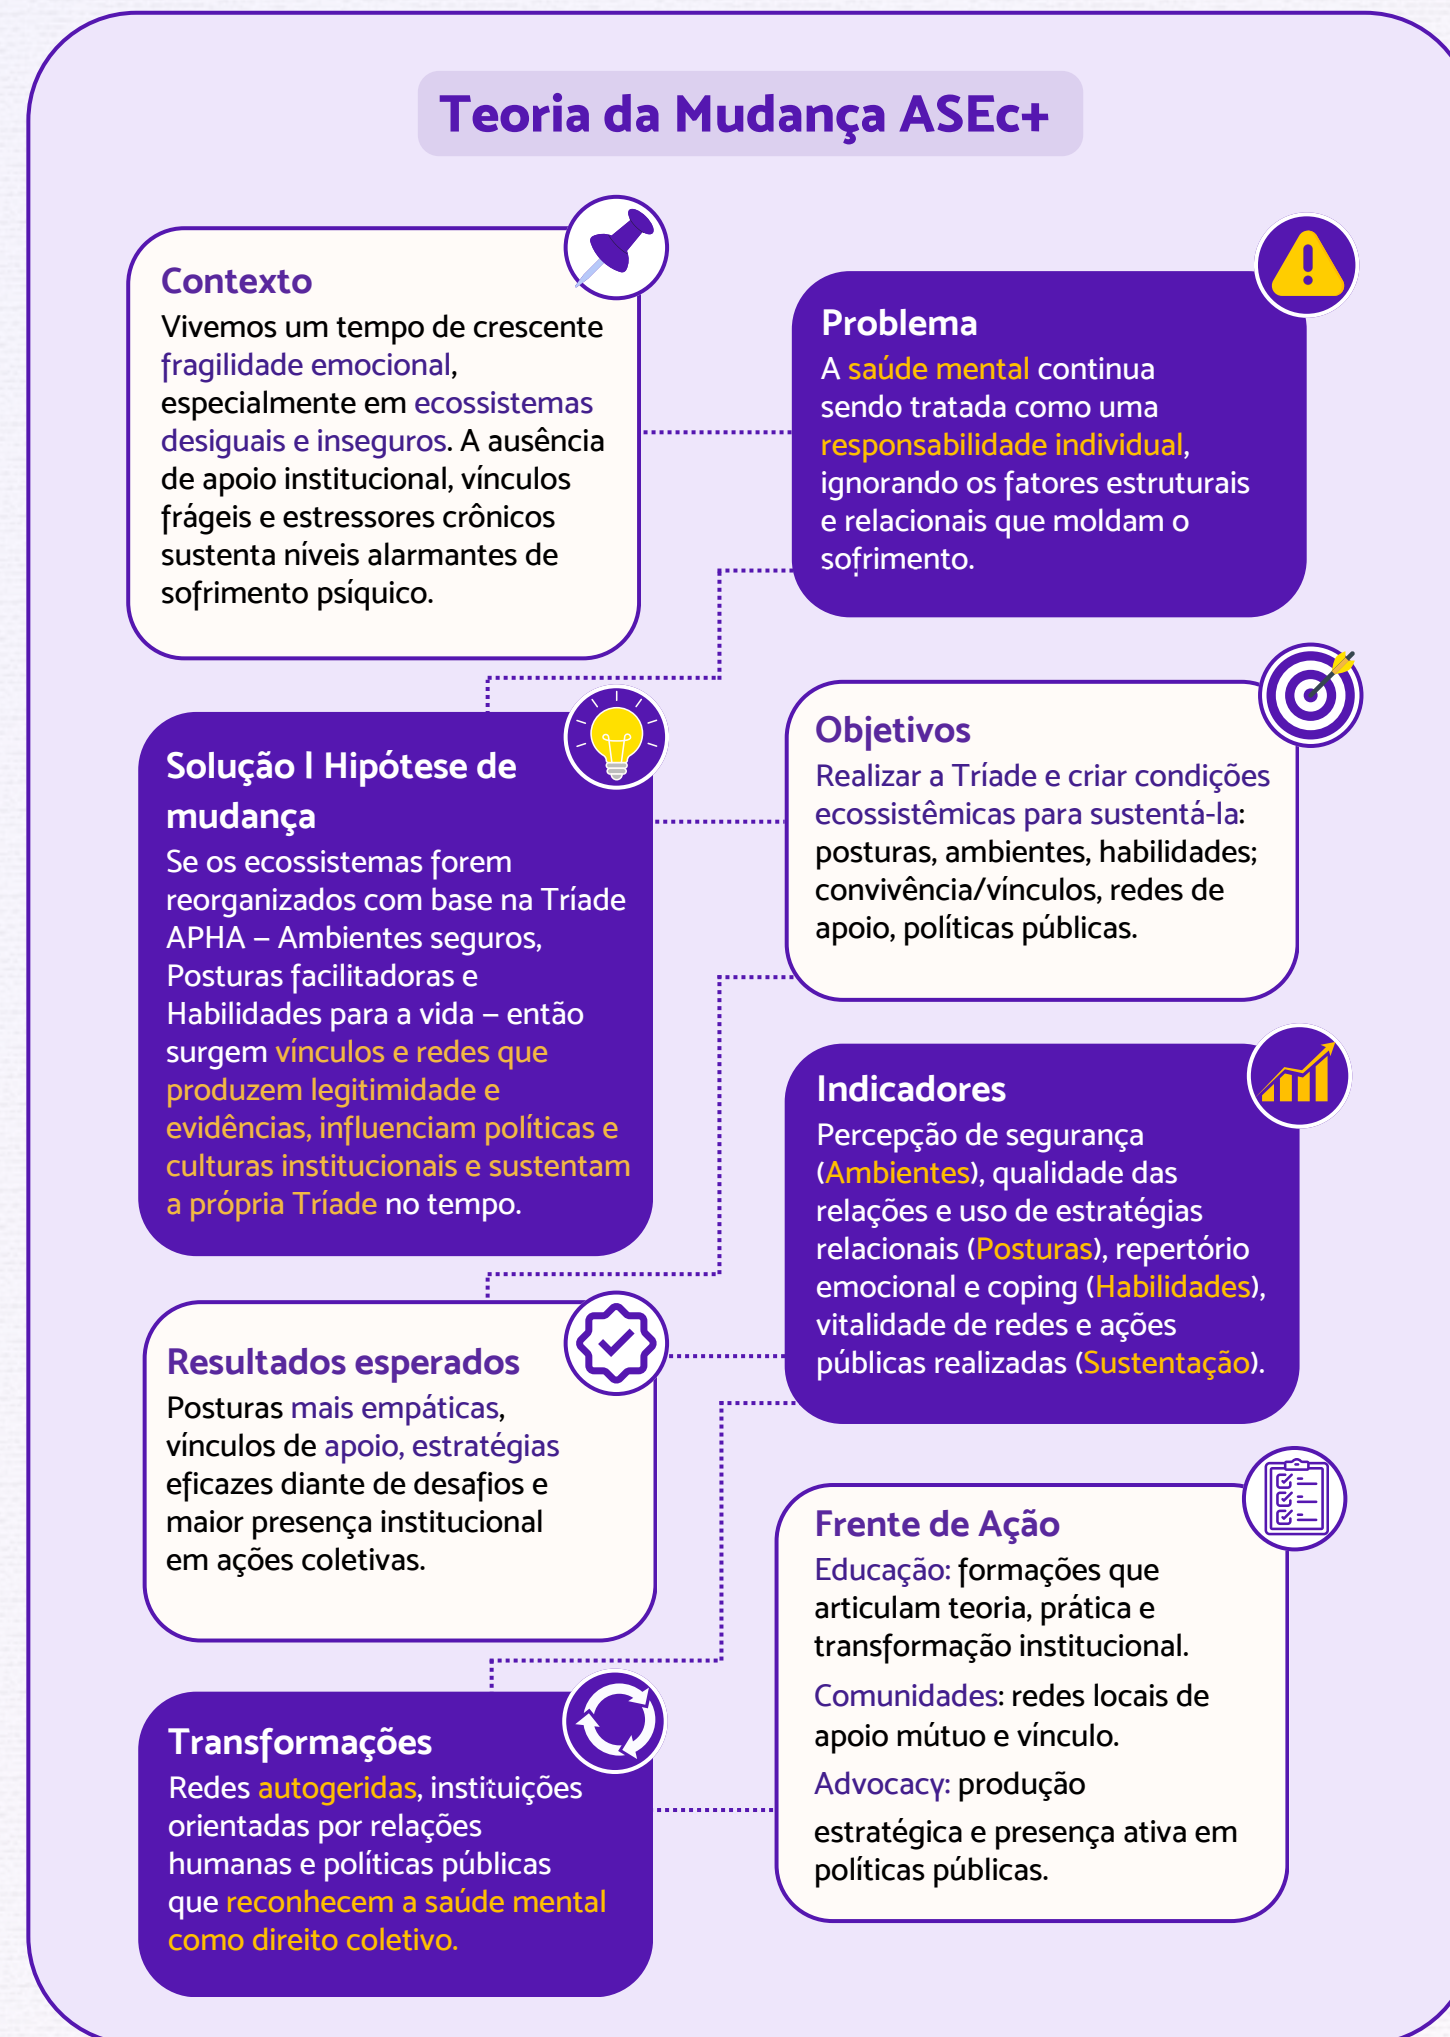 Teoria da Mudança ASEc+
Contexto
Vivemos um tempo de crescente
fragilidade emocional,
especialmente em ecossistemas
desiguais e inseguros. A ausência
de apoio institucional, vínculos
frágeis e estressores crônicos
sustenta níveis alarmantes de
sofrimento psíquico.
Problema
A saúde mental continua
sendo tratada como uma
responsabilidade individual,
ignorando os fatores estruturais
e relacionais que moldam o
sofrimento.
Solução | Hipótese de
mudança
Se os ecossistemas forem
reorganizados com base na Tríade
APHA – Ambientes seguros,
Posturas facilitadoras e
Habilidades para a vida – então
surgem vínculos e redes que
produzem legitimidade e
evidências, influenciam políticas e
culturas institucionais e sustentam
a própria Tríade no tempo.
Objetivos
Realizar a Tríade e criar condições
ecossistêmicas para sustentá-la:
posturas, ambientes, habilidades;
convivência/vínculos, redes de
apoio, políticas públicas.
Resultados esperados
Posturas mais empáticas,
vínculos de apoio, estratégias
eficazes diante de desafios e
maior presença institucional
em ações coletivas.
Indicadores
Percepção de segurança
(Ambientes), qualidade das
relações e uso de estratégias
relacionais (Posturas), repertório
emocional e coping (Habilidades),
vitalidade de redes e ações
públicas realizadas (Sustentação).
Transformações
Redes autogeridas, instituições
orientadas por relações
humanas e políticas públicas
que reconhecem a saúde mental
como direito coletivo.
Frente de Ação
Educação: formações que
articulam teoria, prática e
transformação institucional.
Comunidades: redes locais de
apoio mútuo e vínculo.
Advocacy: produção
estratégica e presença ativa em
políticas públicas.